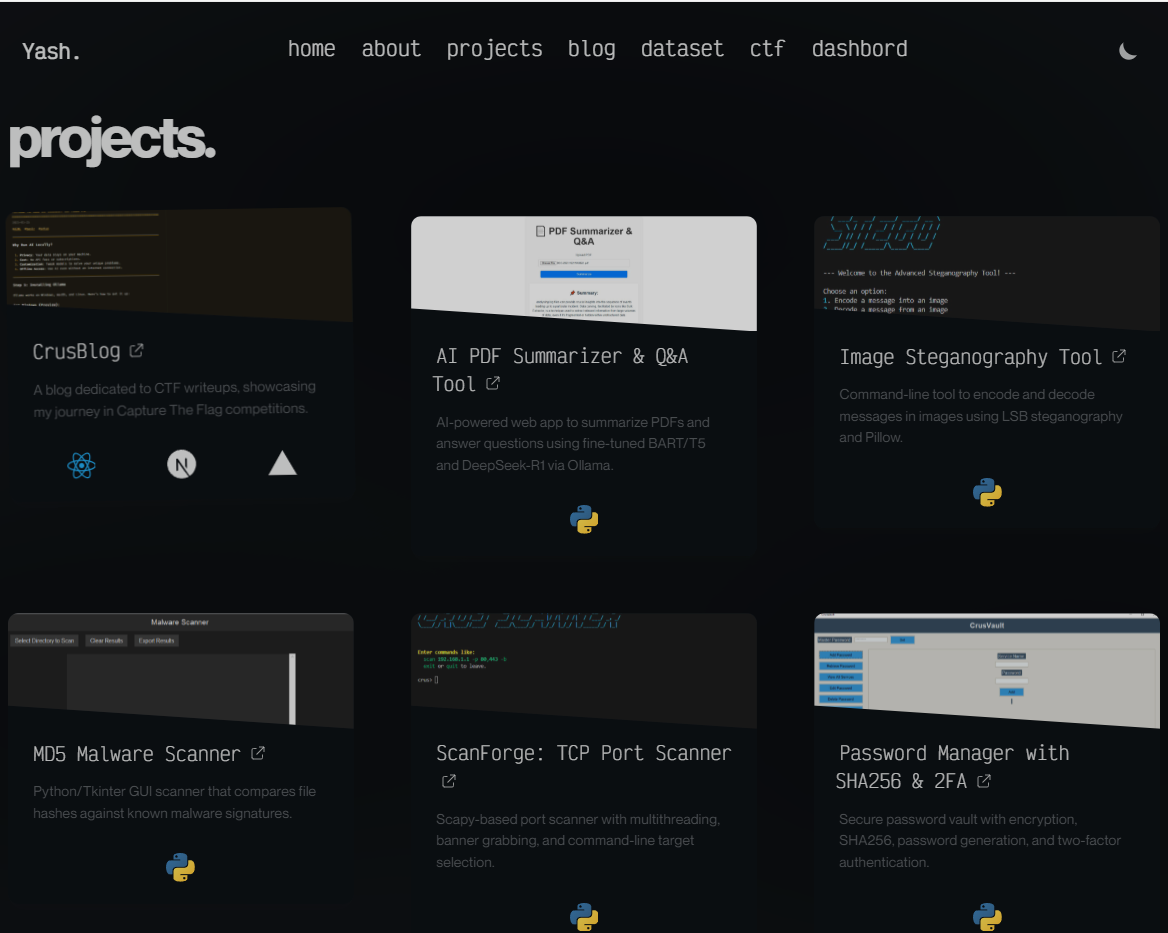 Yash.
home about projects blog dataset ctf dashbord
projects.
Why Run AI Locally?
Step 1: Installing Ollama
CrusBlog
A blog dedicated to CTF writeups, showcasing
my journey in Capture The Flag competitions.
N
PDF Summarizer &
Q&A
Summary:
AI PDF Summarizer & Q&A
Tool
AI-powered web app to summarize PDFs and
answer questions using fine-tuned BART/T5
and DeepSeek-R1 via Ollama.
--- Welcome to the Advanced Steganography Tool! ---
Choose an option:
1. Encode a message into an image
2. Decode a message from an image
Image Steganography Tool
Command-line tool to encode and decode
messages in images using LSB steganography
and Pillow.
Malware Scanner
Select Directory to Scan Clear Results Export Results
MD5 Malware Scanner
Python/Tkinter GUI scanner that compares file
hashes against known malware signatures.
Enter commands like:
scan 192.168.1.1 -p 80,443 -b
exit or quit to leave.
crus:
ScanForge: TCP Port Scanner
Scapy-based port scanner with multithreading,
banner grabbing, and command-line target
selection.
CrusVault
Password Manager with
SHA256 & 2FA
Secure password vault with encryption,
SHA256, password generation, and two-factor
authentication.